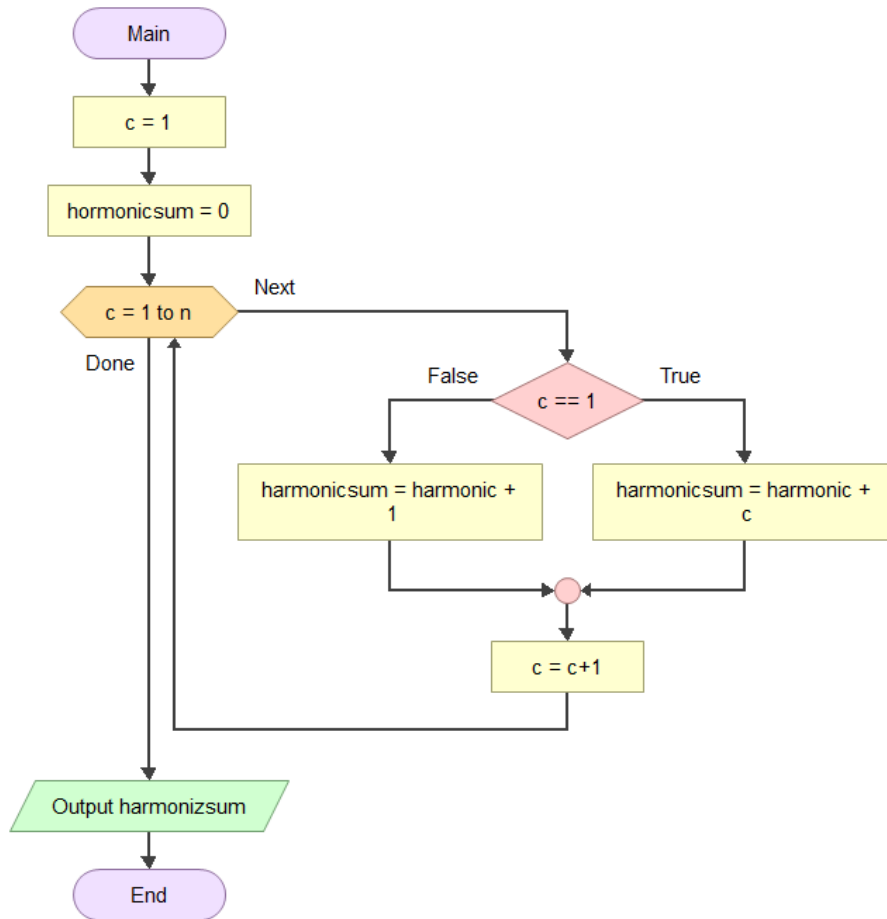 Main
c = 1
hormonicsum = 0
c = 1 to n
Next
Done
c == 1
False
True
harmonicsum = harmonic +
1
harmonicsum = harmonic +
c
c = c+1
Output harmonizsum
End